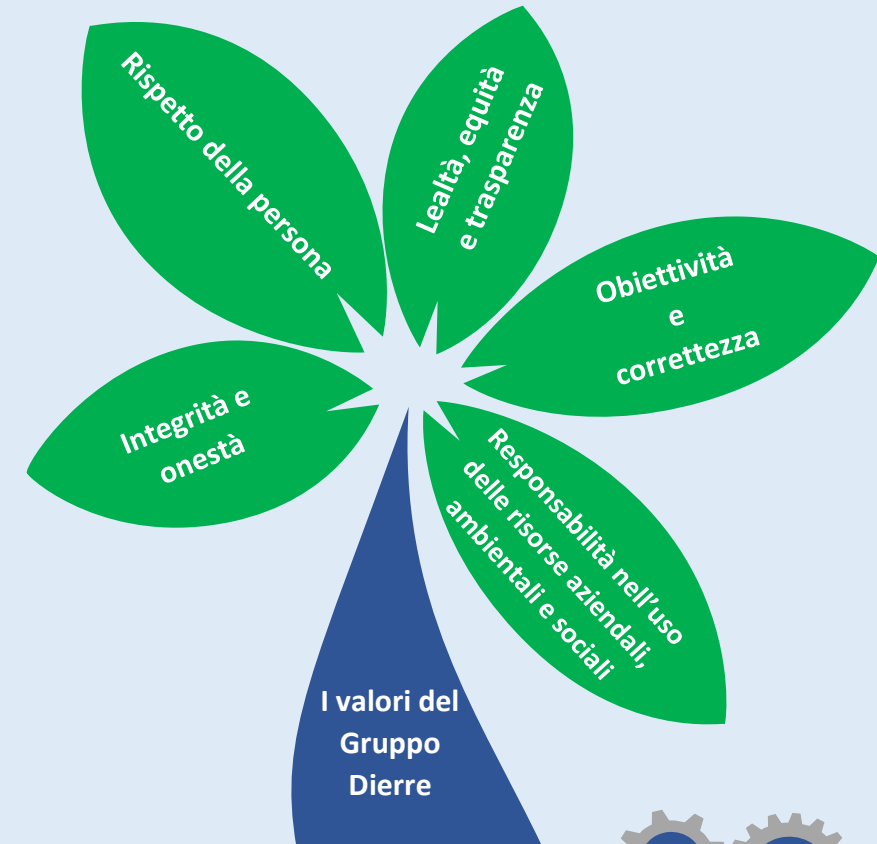 Rispetto della persona
Lealtà, equità
e trasparenza
Obiettività
e
correttezza
Integrità e
onestà
Responsabilità nell’uso
delle risorse aziendali,
ambientali e sociali
I valori del
Gruppo
Dierre